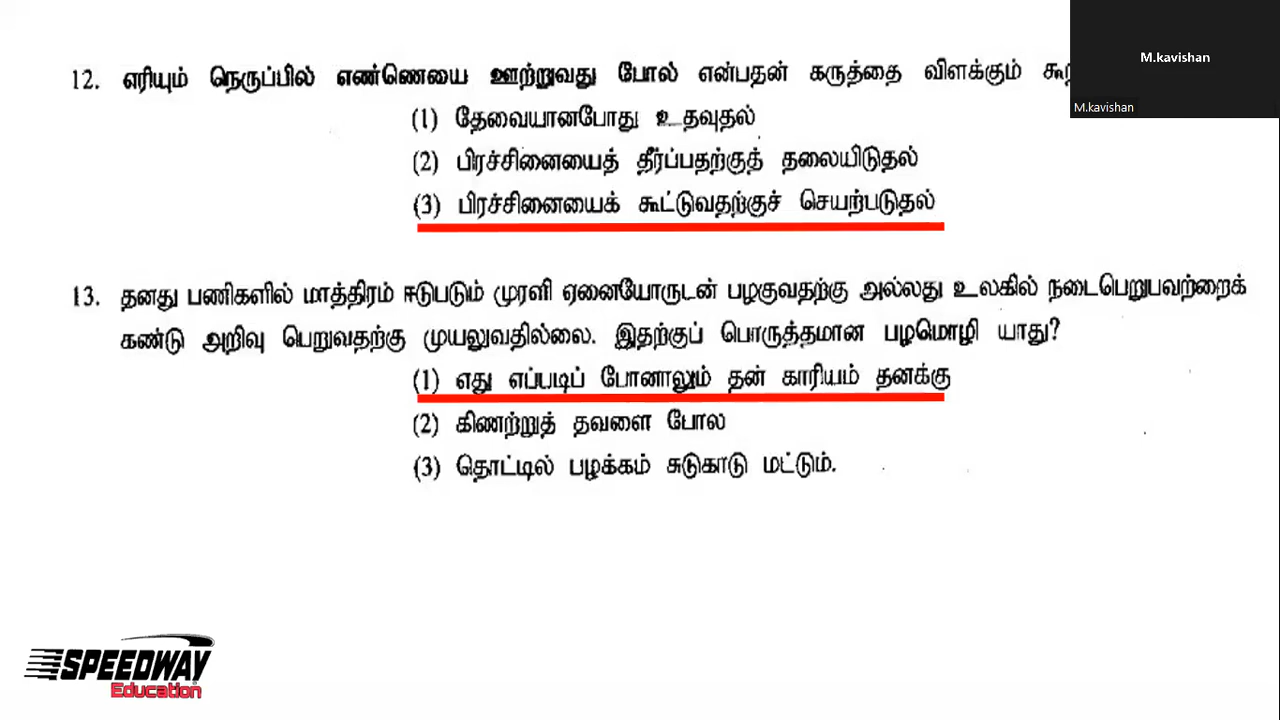 M.kavishan
M.kavishan
12. எரியும் நெருப்பில் எண்ணெயை ஊற்றுவது போல் என்பதன் கருத்தை விளக்கும்
(1) தேவையானபோது உதவுதல்
(2) பிரச்சினையைத் தீர்ப்பதற்குத் தலையிடுதல்
(3) பிரச்சினையைக் கூட்டுவதற்குச் செயற்படுதல்
13. தனது பணிகளில் மாத்திரம் ஈடுபடும் முரளி ஏனையோருடன் பழகுவதற்கு அல்லது உலகில் நடைபெறுபவற்றைக்
கண்டு அறிவு பெறுவதற்கு முயலுவதில்லை. இதற்குப் பொருத்தமான பழமொழி யாது?
(1) எது எப்படிப் போனாலும் தன் காரியம் தனக்கு
(2) கிணற்றுத் தவளை போல
(3) தொட்டில் பழக்கம் சுடுகாடு மட்டும்.
SPEEDWAY
Education